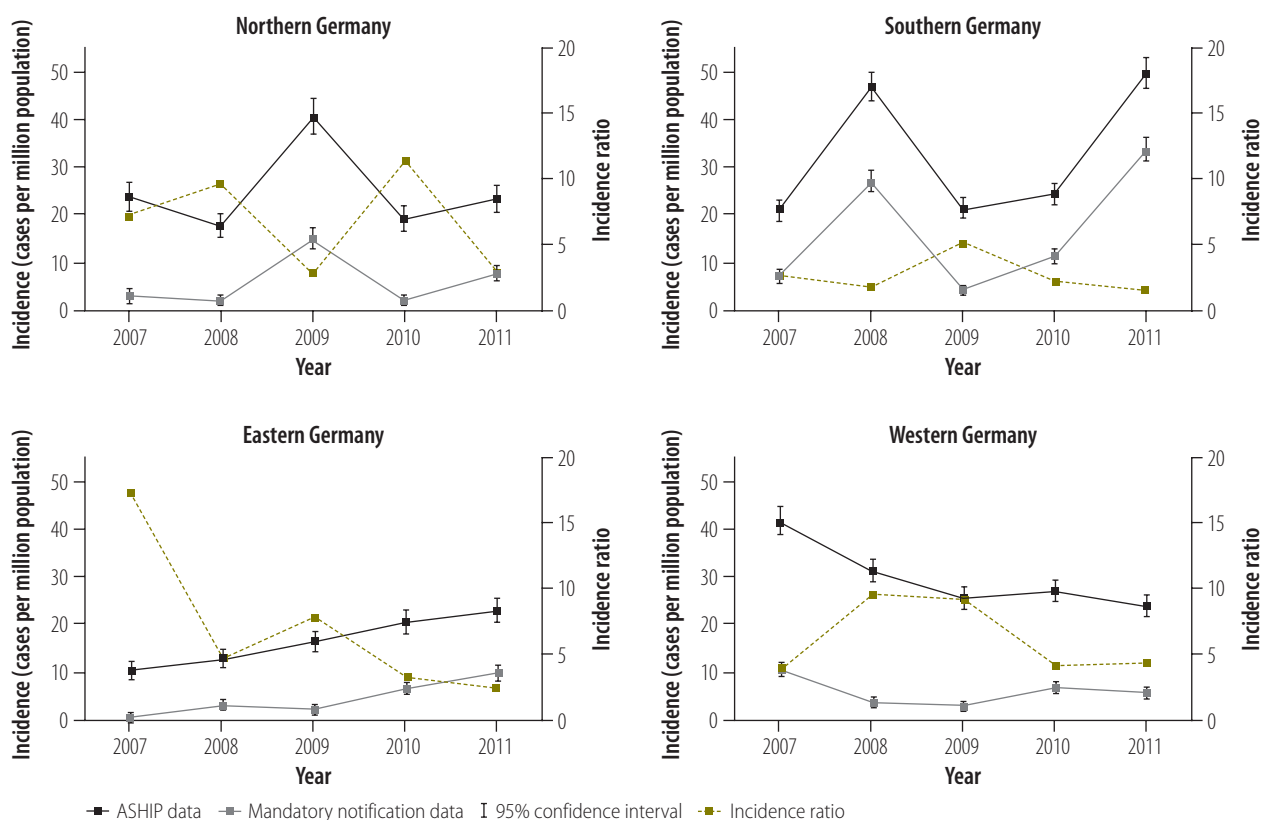 Northern Germany
Incidence (cases per million population)
50
40
30
20
10
0
20
15
10
5
0
Incidence ratio
2007 2008 2009 2010 2011
Year
Southern Germany
Incidence (cases per million population)
50
40
30
20
10
0
20
15
10
5
0
Incidence ratio
2007 2008 2009 2010 2011
Year
Eastern Germany
Incidence (cases per million population)
50
40
30
20
10
0
20
15
10
5
0
Incidence ratio
2007 2008 2009 2010 2011
Year
Western Germany
Incidence (cases per million population)
50
40
30
20
10
0
20
15
10
5
0
Incidence ratio
2007 2008 2009 2010 2011
Year
ASHIP data Mandatory notification data 95% confidence interval Incidence ratio